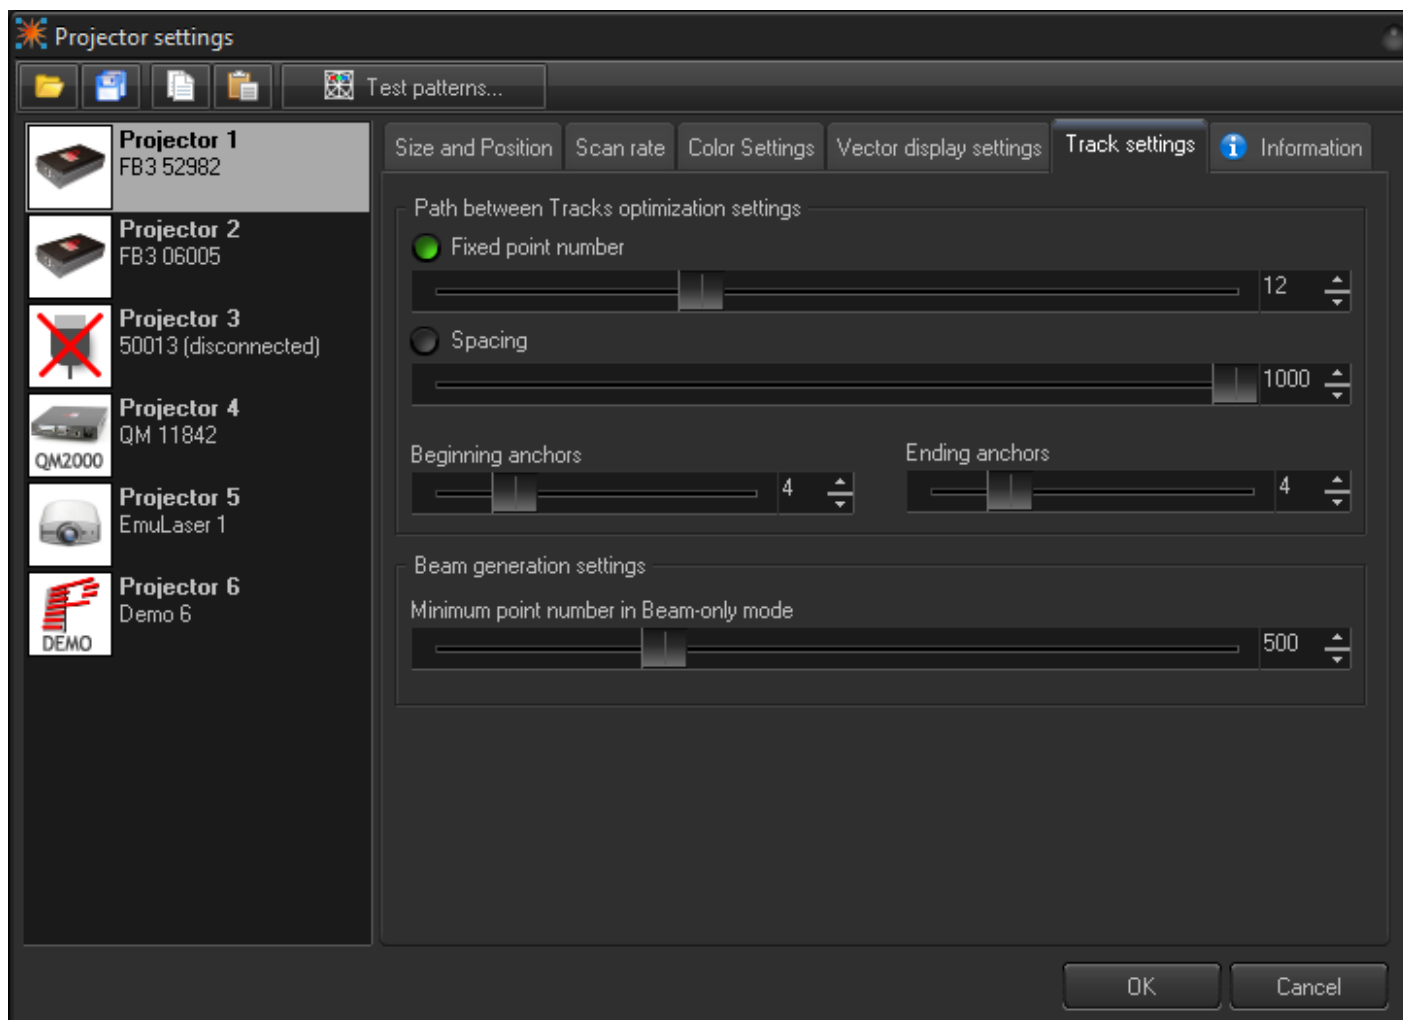 Projector settings
Test patterns...
Projector 1
FB3 52982
Projector 2
FB3 06005
Projector 3
50013 (disconnected)
Projector 4
QM 11842
QM2000
Projector 5
EmuLaser 1
Projector 6
Demo 6
DEMO
Size and Position Scan rate Color Settings Vector display settings Track settings Information
Path between Tracks optimization settings
Fixed point number
12
Spacing
1000
Beginning anchors Ending anchors
4 4
Beam generation settings
Minimum point number in Beam-only mode
500
OK Cancel